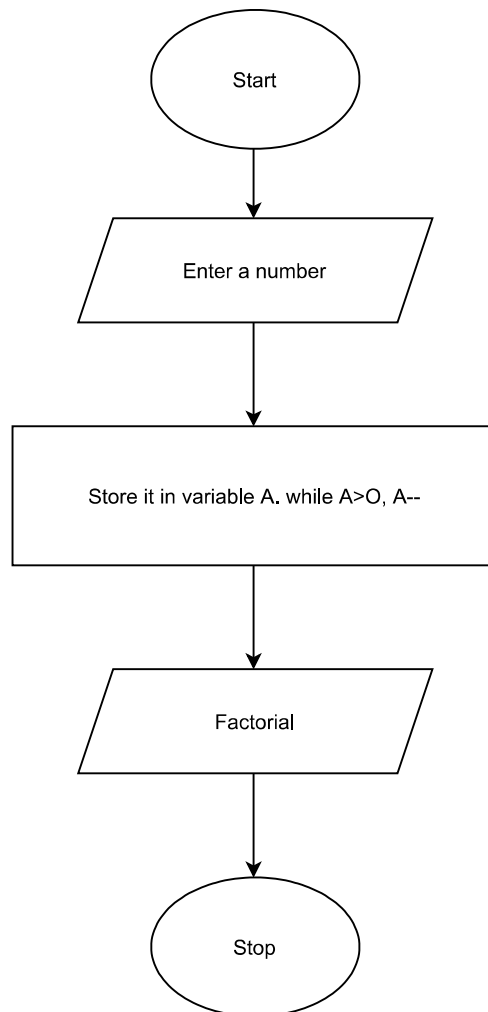 Start
Enter a number
Store it in variable A. while A>O, A--
Factorial
Stop